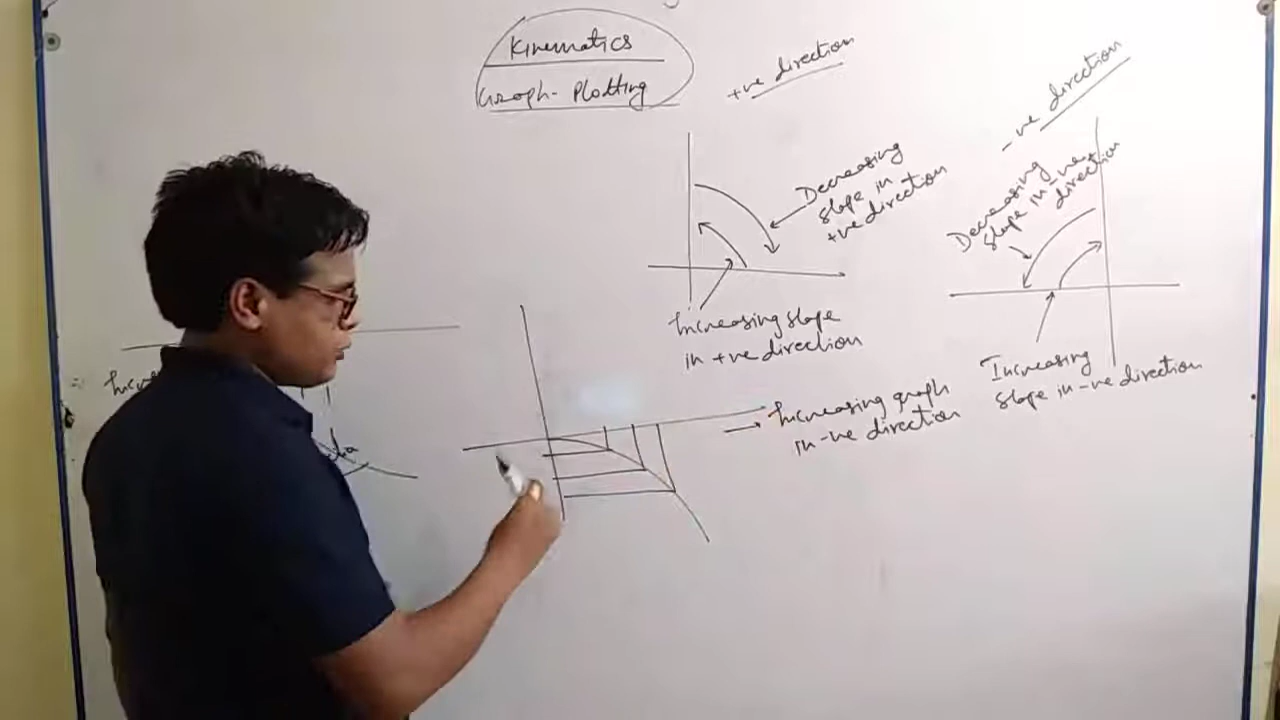 Kinematics
Graph-Plotting
+ve direction
-ve direction
Decreasing
slope in
+ve direction
Decreasing
slope in -ve
direction
Increasing slope
in +ve direction
Increasing
slope in -ve direction
Increasing graph
in -ve direction